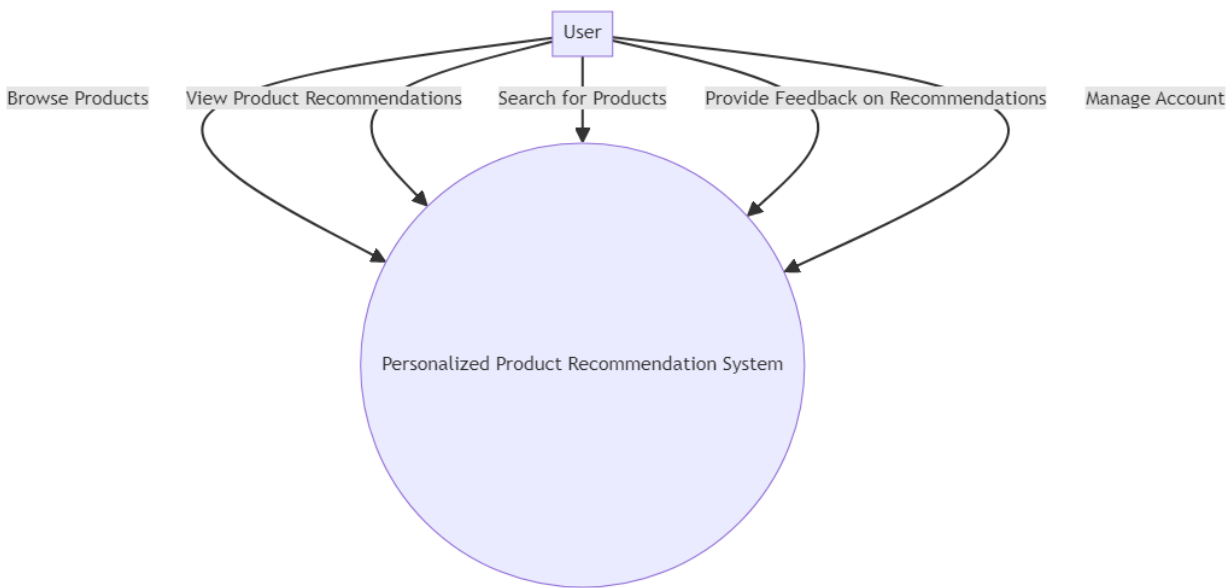 User
Browse Products
View Product Recommendations
Search for Products
Provide Feedback on Recommendations
Manage Account
Personalized Product Recommendation System